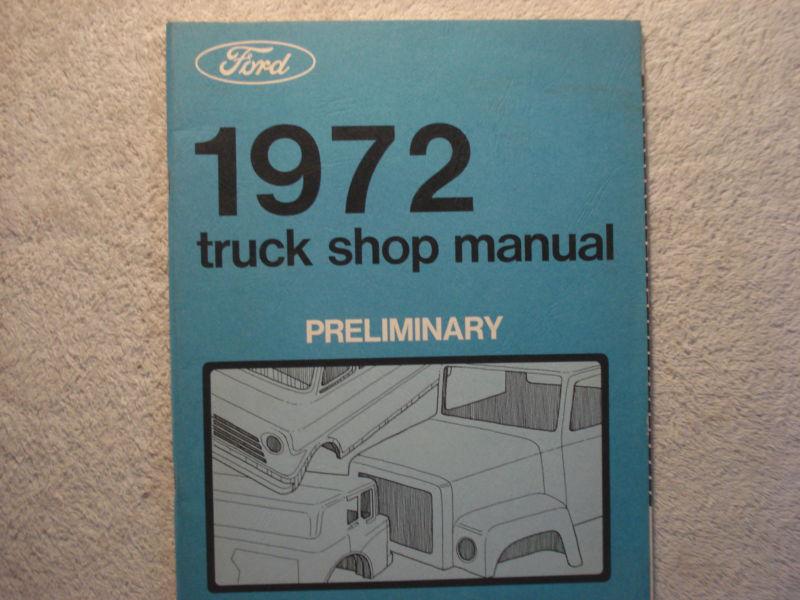 Ford
1972
truck shop manual
PRELIMINARY